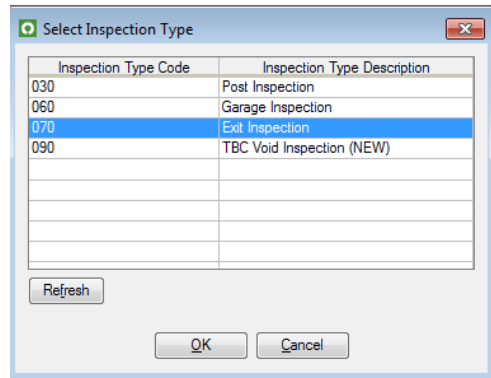 Select Inspection Type
Inspection Type Code Inspection Type Description
030 Post Inspection
060 Garage Inspection
070 Exit Inspection
090 TBC Void Inspection (NEW)
Refresh
OK Cancel